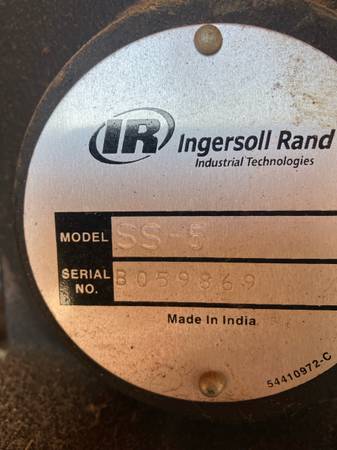 IR Ingersoll Rand
Industrial Technologies
MODEL SS-5
SERIAL NO. B059869
Made In India
54410972-C